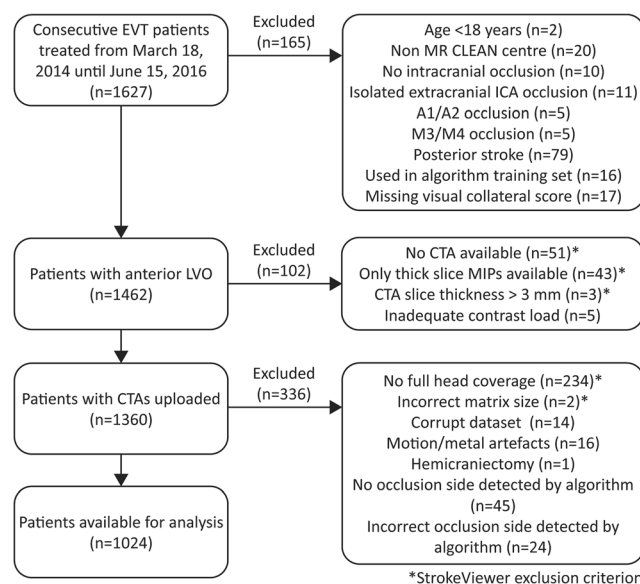 Consecutive EVT patients
treated from March 18,
2014 until June 15, 2016
(n=1627)
Excluded
(n=165)
Age <18 years (n=2)
Non MR CLEAN centre (n=20)
No intracranial occlusion (n=10)
Isolated extracranial ICA occlusion (n=11)
A1/A2 occlusion (n=5)
M3/M4 occlusion (n=5)
Posterior stroke (n=79)
Used in algorithm training set (n=16)
Missing visual collateral score (n=17)
Patients with anterior LVO
(n=1462)
Excluded
(n=102)
No CTA available (n=51)*
Only thick slice MIPs available (n=43)*
CTA slice thickness > 3 mm (n=3)*
Inadequate contrast load (n=5)
Patients with CTAs uploaded
(n=1360)
Excluded
(n=336)
No full head coverage (n=234)*
Incorrect matrix size (n=2)*
Corrupt dataset (n=14)
Motion/metal artefacts (n=16)
Hemicraniectomy (n=1)
No occlusion side detected by algorithm
(n=45)
Incorrect occlusion side detected by
algorithm (n=24)
Patients available for analysis
(n=1024)
*StrokeViewer exclusion criterion